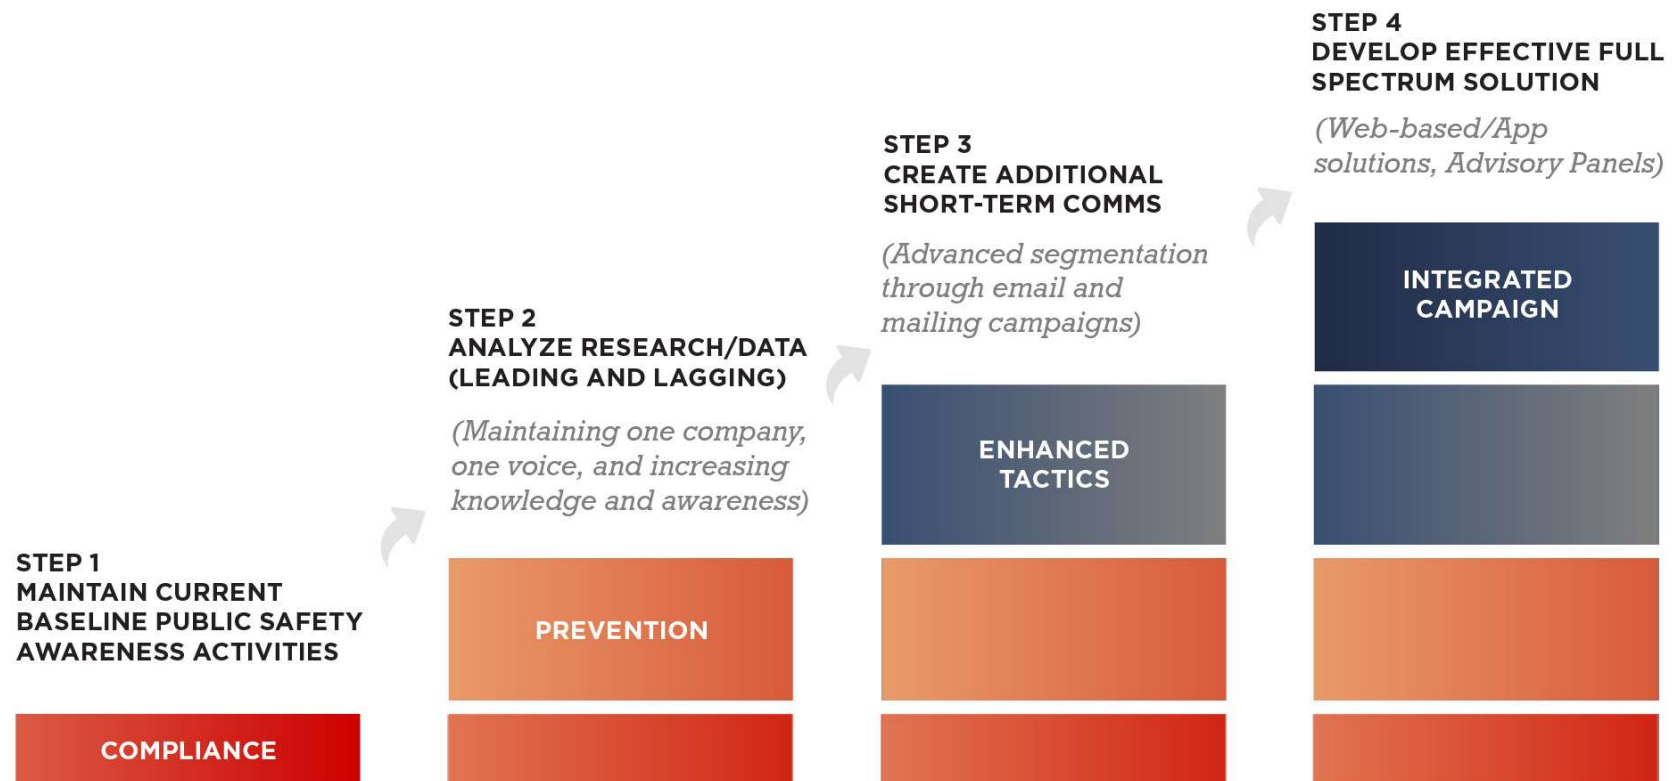 STEP 1
MAINTAIN CURRENT
BASELINE PUBLIC SAFETY
AWARENESS ACTIVITIES
COMPLIANCE
STEP 2
ANALYZE RESEARCH/DATA
(LEADING AND LAGGING)
(Maintaining one company,
one voice, and increasing
knowledge and awareness)
PREVENTION
STEP 3
CREATE ADDITIONAL
SHORT-TERM COMMS
(Advanced segmentation
through email and
mailing campaigns)
ENHANCED
TACTICS
STEP 4
DEVELOP EFFECTIVE FULL
SPECTRUM SOLUTION
(Web-based/App
solutions, Advisory Panels)
INTEGRATED
CAMPAIGN